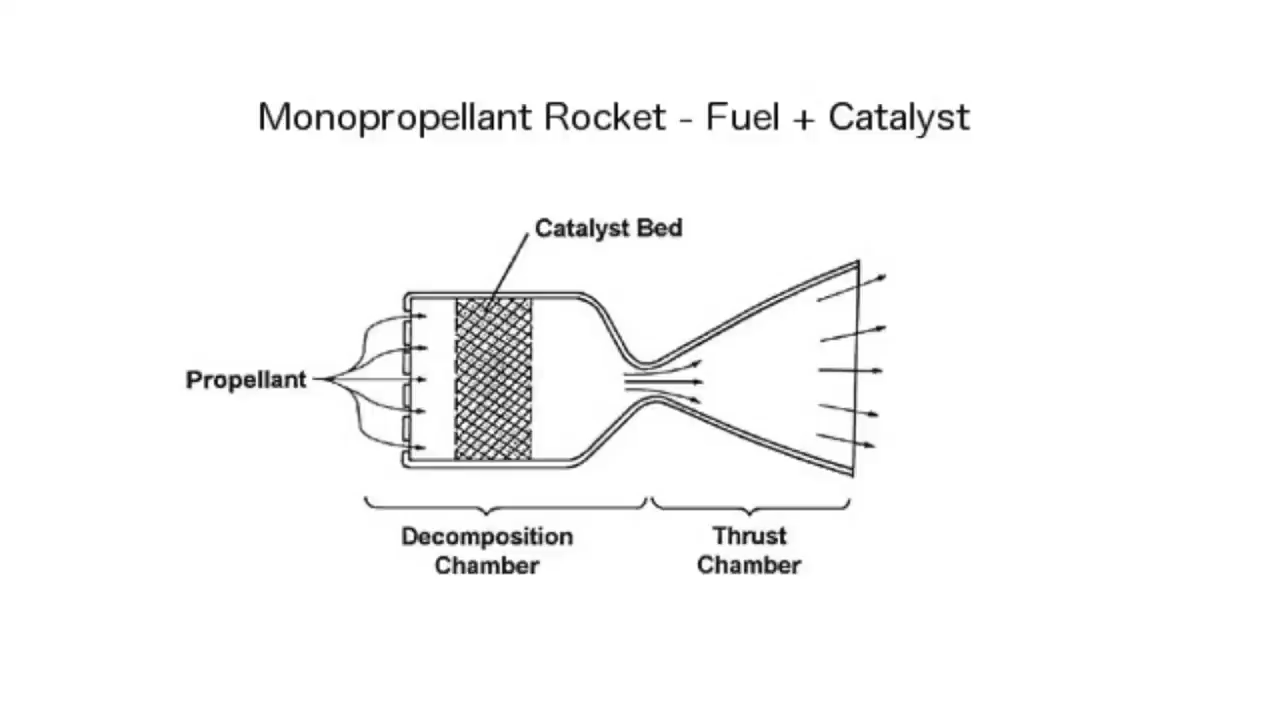 Monopropellant Rocket - Fuel + Catalyst
Catalyst Bed
Propellant
Decomposition
Chamber
Thrust
Chamber